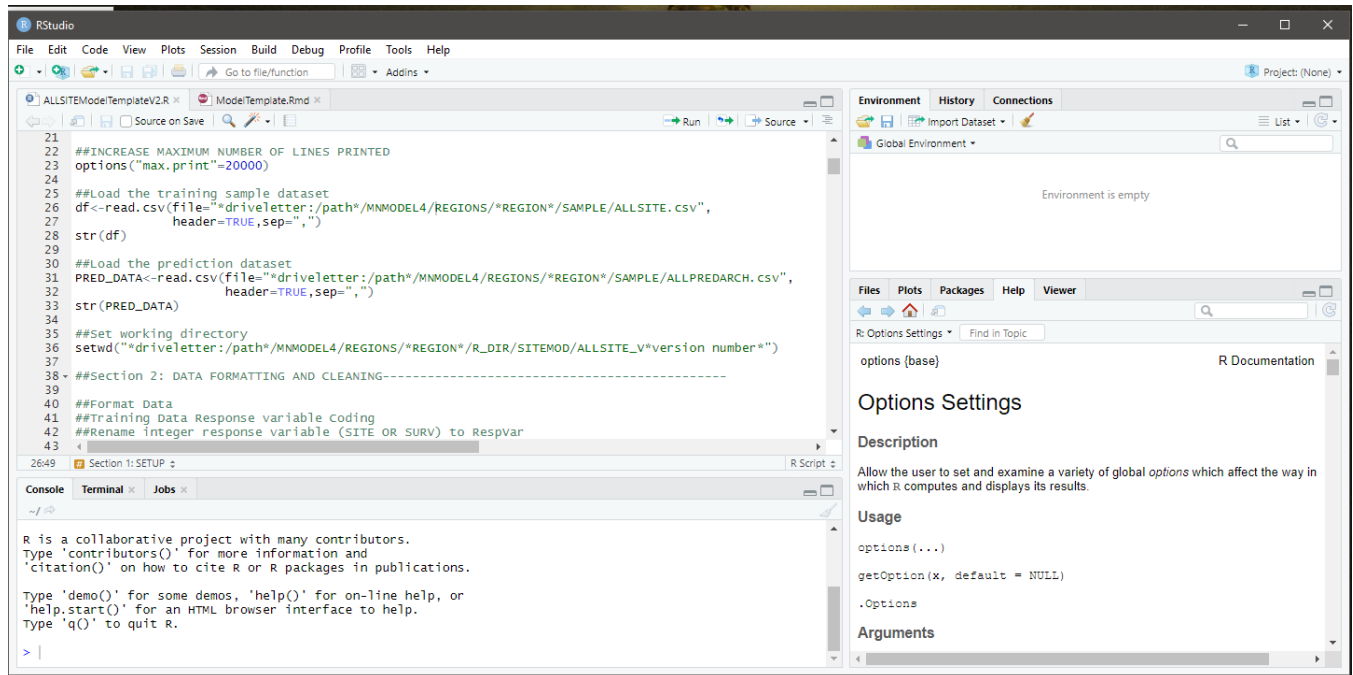 RStudio
File Edit Code View Plots Session Build Debug Profile Tools Help
Go to file/function Addins Project: (None)
ALLSITEModelTemplateV2.R ModelTemplate.Rmd
Source on Save Run Source
21
22 ##INCREASE MAXIMUM NUMBER OF LINES PRINTED
23 options("max.print"=20000)
24
25 ##Load the training sample dataset
26 df<-read.csv(file="*driveletter:/path*/MNMODEL4/REGIONS/*REGION*/SAMPLE/ALLSITE.csv",
27 header=TRUE,sep=",")
28 str(df)
29
30 ##Load the prediction dataset
31 PRED_DATA<-read.csv(file="*driveletter:/path*/MNMODEL4/REGIONS/*REGION*/SAMPLE/ALLPREDARCH.csv",
32 header=TRUE,sep=",")
33 str(PRED_DATA)
34
35 ##Set working directory
36 setwd("*driveletter:/path*/MNMODEL4/REGIONS/*REGION*/R_DIR/SITEMOD/ALLSITE_V*version number*")
37
38 ##Section 2: DATA FORMATTING AND CLEANING----------------------------------------------
39
40 ##Format Data
41 ##Training Data Response variable Coding
42 ##Rename integer response variable (SITE OR SURV) to RespVar
43
26:49 Section 1: SETUP R Script
Console Terminal Jobs
~/
R is a collaborative project with many contributors.
Type 'contributors()' for more information and
'citation()' on how to cite R or R packages in publications.
Type 'demo()' for some demos, 'help()' for on-line help, or
'help.start()' for an HTML browser interface to help.
Type 'q()' to quit R.
>
Environment History Connections
Import Dataset List
Global Environment
Environment is empty
Files Plots Packages Help Viewer
R: Options Settings Find in Topic
options {base} R Documentation
Options Settings
Description
Allow the user to set and examine a variety of global options which affect the way in
which R computes and displays its results.
Usage
options(...)
getOption(x, default = NULL)
.Options
Arguments